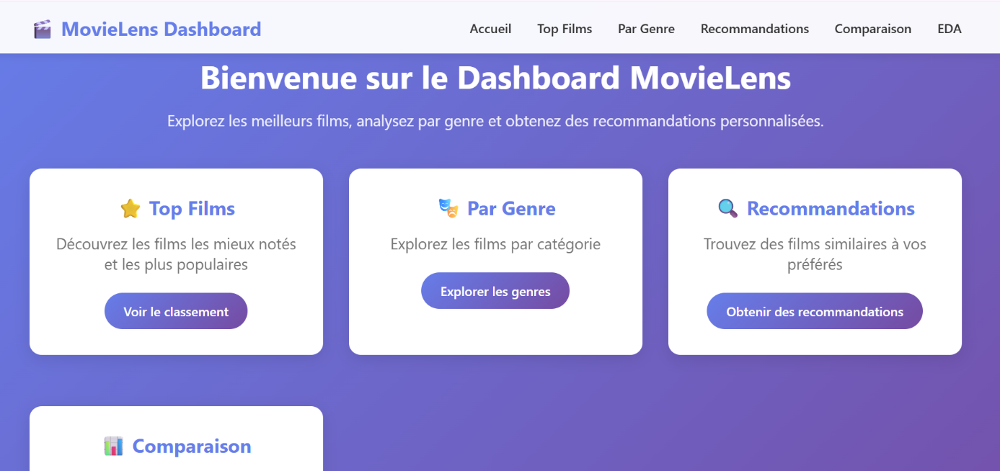 MovieLens Dashboard
Accueil Top Films Par Genre Recommandations Comparaison EDA
Bienvenue sur le Dashboard MovieLens
Explorez les meilleurs films, analysez par genre et obtenez des recommandations personnalisées.
Top Films
Découvrez les films les mieux notés
et les plus populaires
Voir le classement
Par Genre
Explorez les films par catégorie
Explorer les genres
Recommandations
Trouvez des films similaires à vos
préférés
Obtenir des recommandations
Comparaison